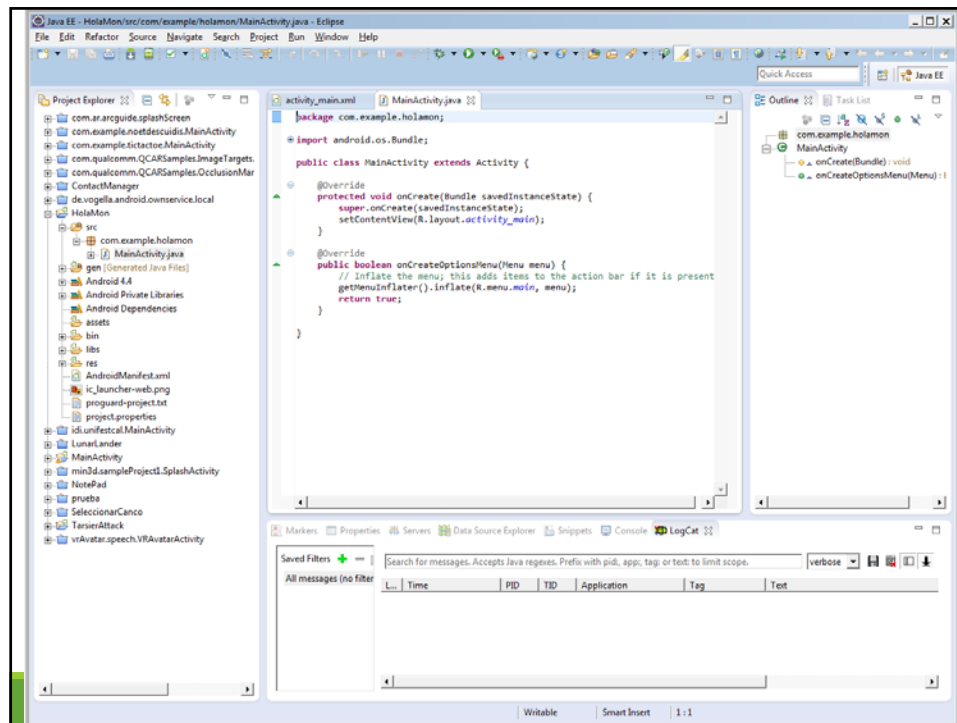 Java EE - HolaMon/src/com/example/holamon/MainActivity.java - Eclipse
File Edit Refactor Source Navigate Search Project Run Window Help
Quick Access
Java EE
Project Explorer
com.ar.arcguide.splashScreen
com.example.noetdescuidis.MainActivity
com.example.tictactoe.MainActivity
com.qualcomm.QCARSamples.ImageTargets.
com.qualcomm.QCARSamples.OcclusionMar
ContactManager
de.vogella.android.ownservice.local
HolaMon
src
com.example.holamon
MainActivity.java
gen [Generated Java Files]
Android 4.4
Android Private Libraries
Android Dependencies
assets
bin
libs
res
AndroidManifest.xml
ic_launcher-web.png
proguard-project.txt
project.properties
idi.unifestcal.MainActivity
LunarLander
MainActivity
min3d.sampleProject1.SplashActivity
NotePad
prueba
SeleccionarCanco
TarsierAttack
vrAvatar.speech.VRAvatarActivity
activity_main.xml MainActivity.java
package com.example.holamon;
import android.os.Bundle;
public class MainActivity extends Activity {
@Override
protected void onCreate(Bundle savedInstanceState) {
super.onCreate(savedInstanceState);
setContentView(R.layout.activity_main);
}
@Override
public boolean onCreateOptionsMenu(Menu menu) {
// Inflate the menu; this adds items to the action bar if it is present
getMenuInflater().inflate(R.menu.main, menu);
return true;
}
}
Outline Task List
com.example.holamon
MainActivity
onCreate(Bundle) : void
onCreateOptionsMenu(Menu) :
Markers Properties Servers Data Source Explorer Snippets Console LogCat
Saved Filters
All messages (no filter
Search for messages. Accepts Java regexes. Prefix with pid:, app:, tag: or text: to limit scope.
verbose
L... Time PID TID Application Tag Text
Writable Smart Insert 1 : 1